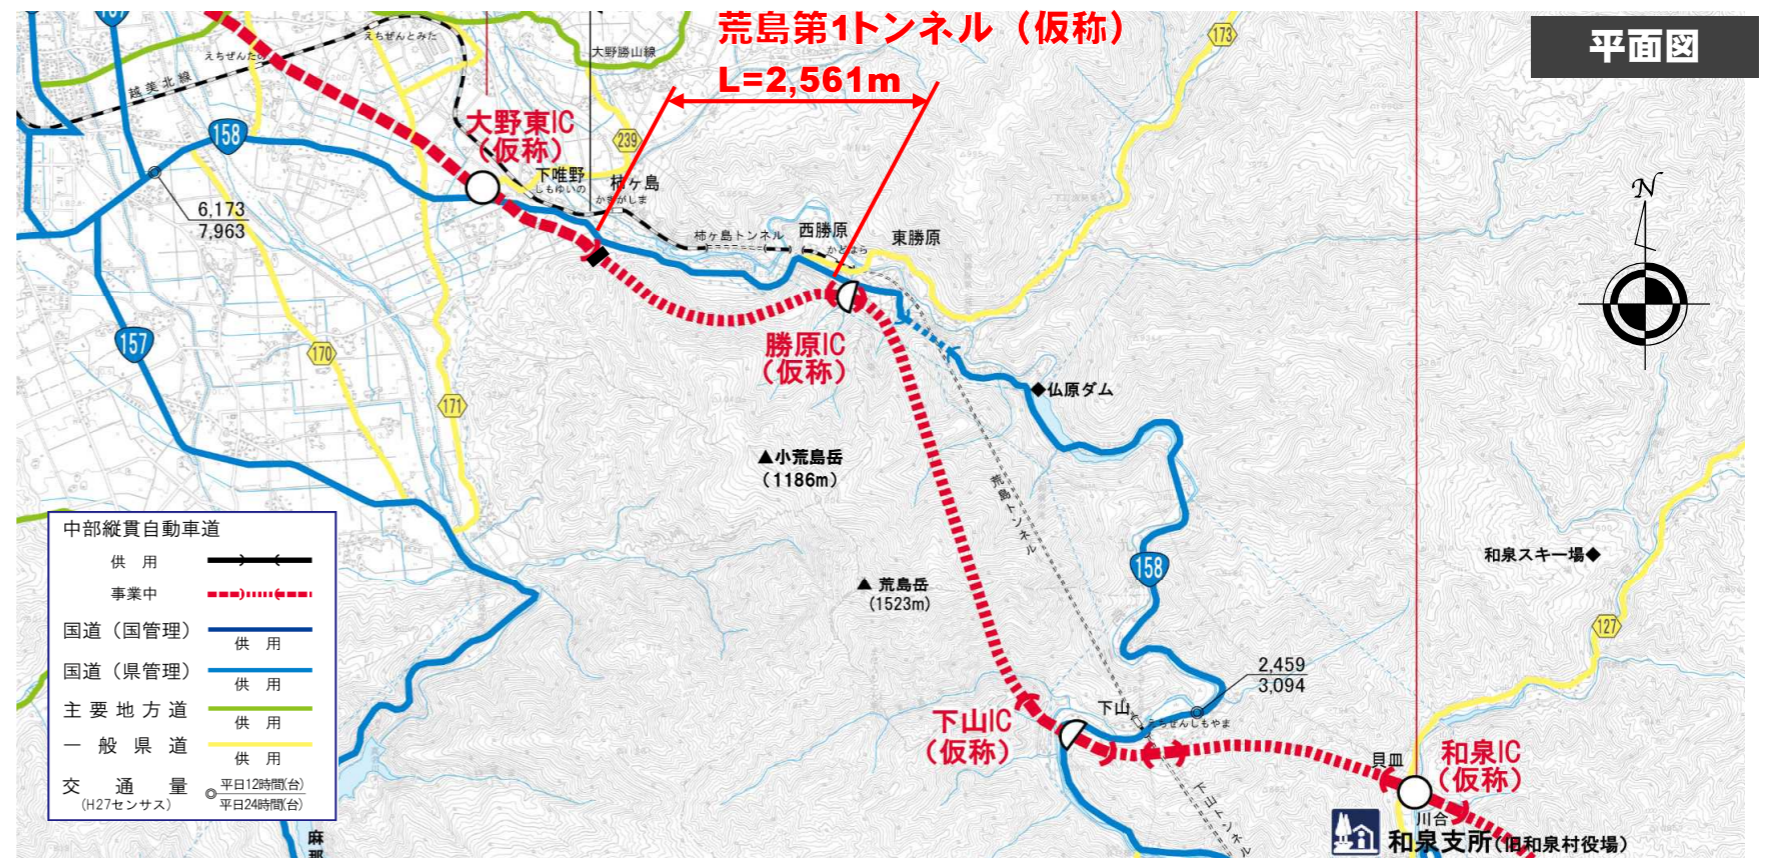 荒島第1トンネル（仮称）
L=2,561m
平面図
えちぜんとみた
大野勝山線
越美北線
173
158
239
大野東IC
（仮称）
下唯野
しもゆいの
柿ヶ島
かきがしま
6,173
7,963
柿ヶ島トンネル
西勝原
かどはら
東勝原
N
157
170
171
勝原IC
（仮称）
仏原ダム
▲小荒島岳
（1186m）
荒島トンネル
▲ 荒島岳
(1523m)
158
和泉スキー場
127
2,459
3,094
下山
えちぜんしもやま
下山IC
（仮称）
下山トンネル
貝皿
和泉IC
（仮称）
川合
和泉支所(旧和泉村役場)
中部縦貫自動車道
供 用
事業中
国道（国管理）
供 用
国道（県管理）
供 用
主要地方道
供 用
一般県道
供 用
交通量
(H27センサス)
平日12時間(台)
平日24時間(台)
麻